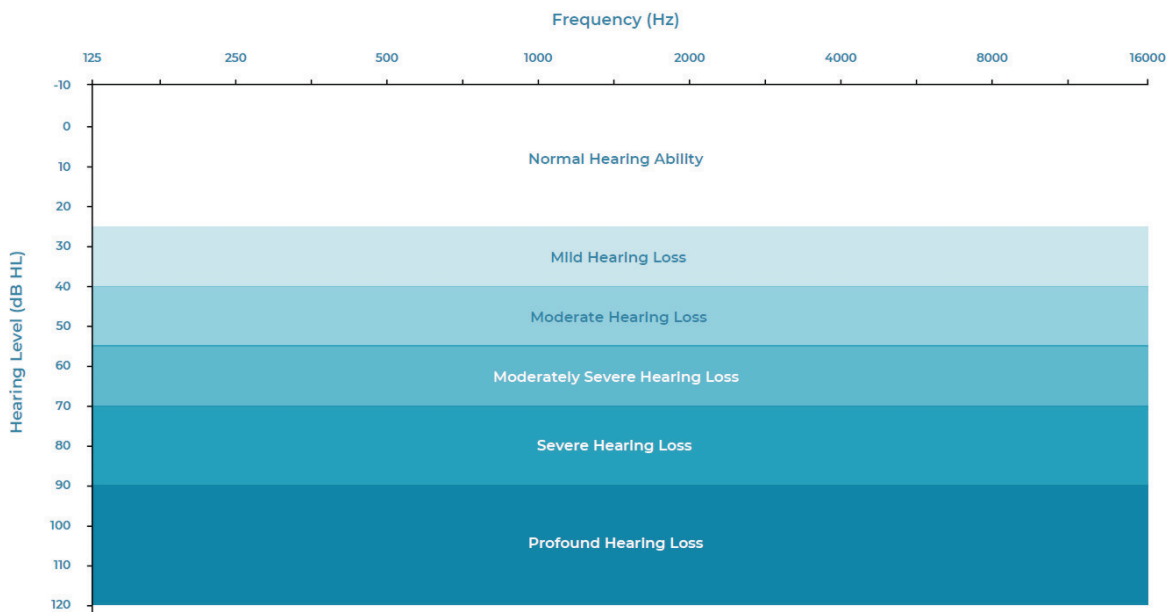 Frequency (Hz)
125 250 500 1000 2000 4000 8000 16000
-10
0
Normal Hearing Ability
10
20
Hearing Level (dB HL)
30
Mild Hearing Loss
40
Moderate Hearing Loss
50
60
Moderately Severe Hearing Loss
70
80
Severe Hearing Loss
90
100
Profound Hearing Loss
110
120